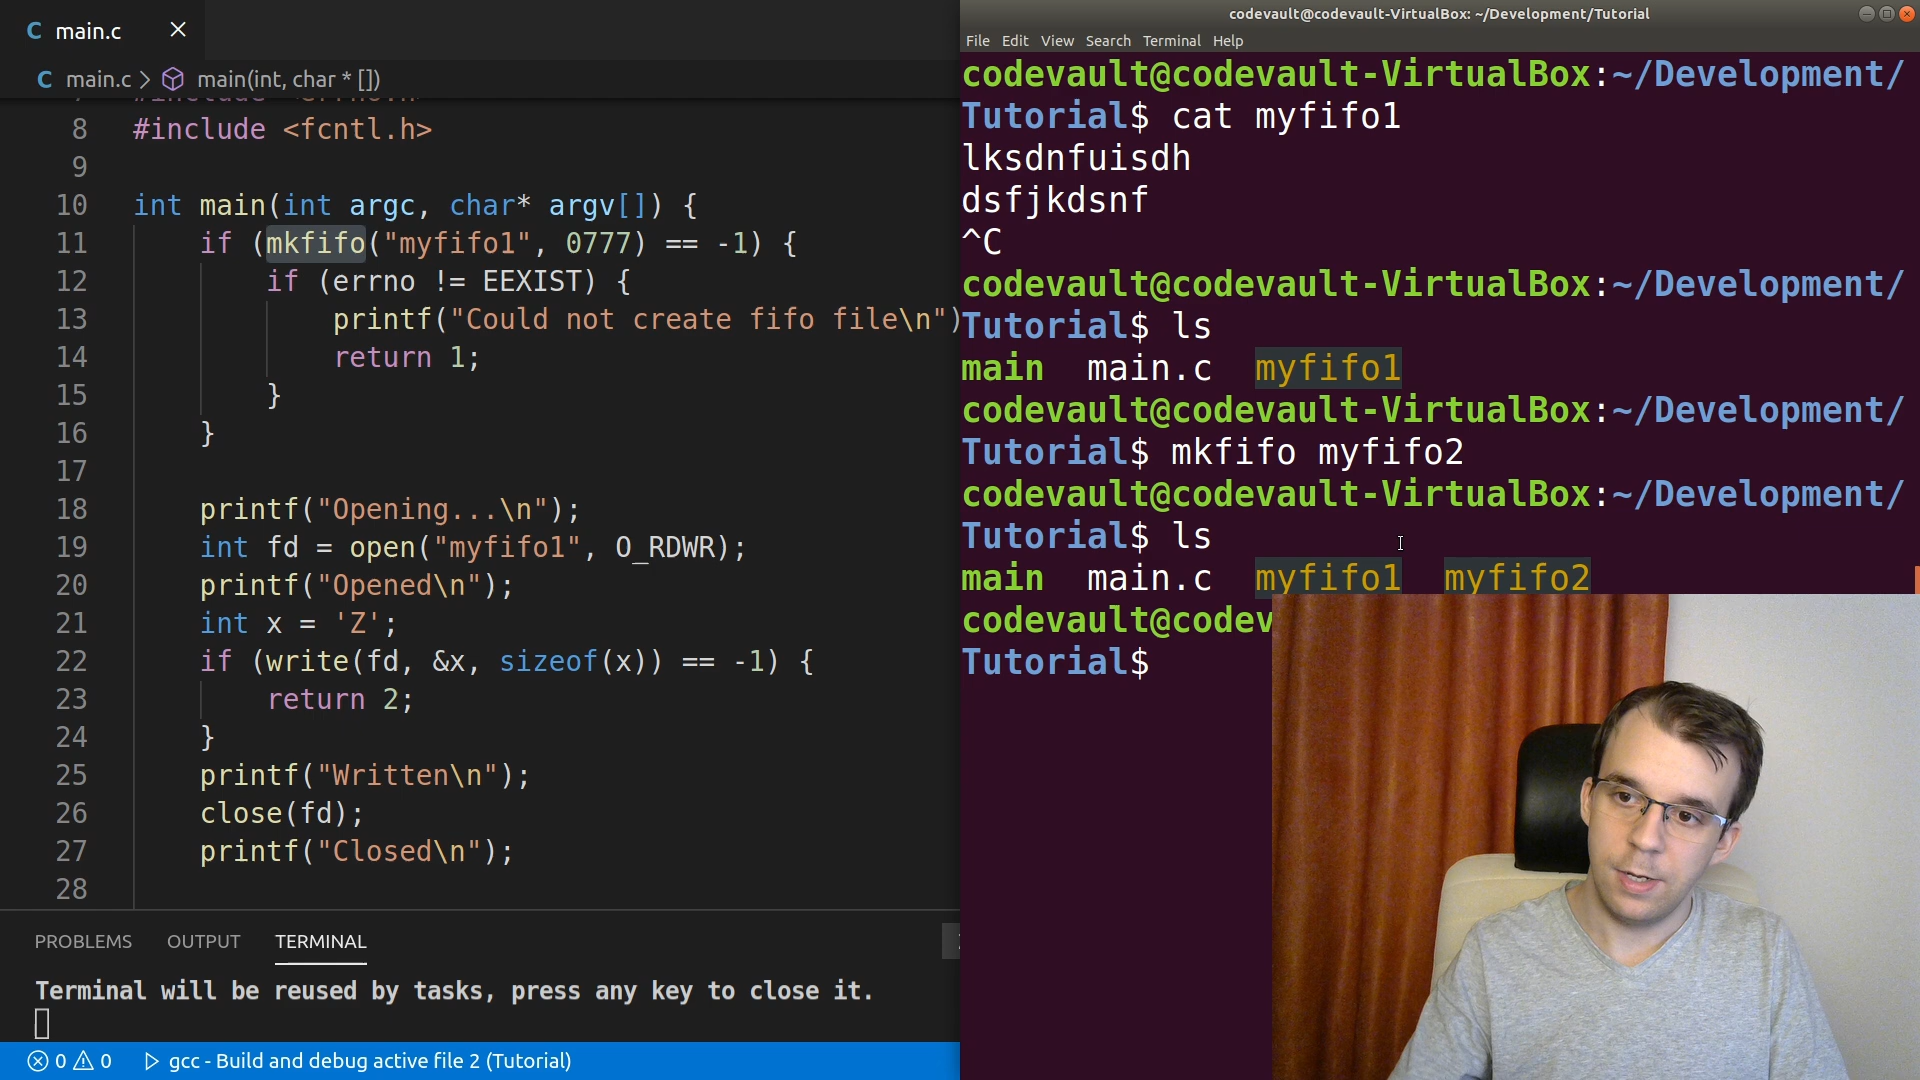 main.c
main.c > main(int, char * [])
8 #include <fcntl.h>
9
10 int main(int argc, char* argv[]) {
11 if (mkfifo("myfifo1", 0777) == -1) {
12 if (errno != EEXIST) {
13 printf("Could not create fifo file\n")
14 return 1;
15 }
16 }
17
18 printf("Opening...\n");
19 int fd = open("myfifo1", O_RDWR);
20 printf("Opened\n");
21 int x = 'Z';
22 if (write(fd, &x, sizeof(x)) == -1) {
23 return 2;
24 }
25 printf("Written\n");
26 close(fd);
27 printf("Closed\n");
28
PROBLEMS OUTPUT TERMINAL
Terminal will be reused by tasks, press any key to close it.
0 0 gcc - Build and debug active file 2 (Tutorial)
codevault@codevault-VirtualBox: ~/Development/Tutorial
File Edit View Search Terminal Help
codevault@codevault-VirtualBox:~/Development/
Tutorial$ cat myfifo1
lksdnfuisdh
dsfjkdsnf
^C
codevault@codevault-VirtualBox:~/Development/
Tutorial$ ls
main main.c myfifo1
codevault@codevault-VirtualBox:~/Development/
Tutorial$ mkfifo myfifo2
codevault@codevault-VirtualBox:~/Development/
Tutorial$ ls
main main.c myfifo1 myfifo2
codevault@codev
Tutorial$